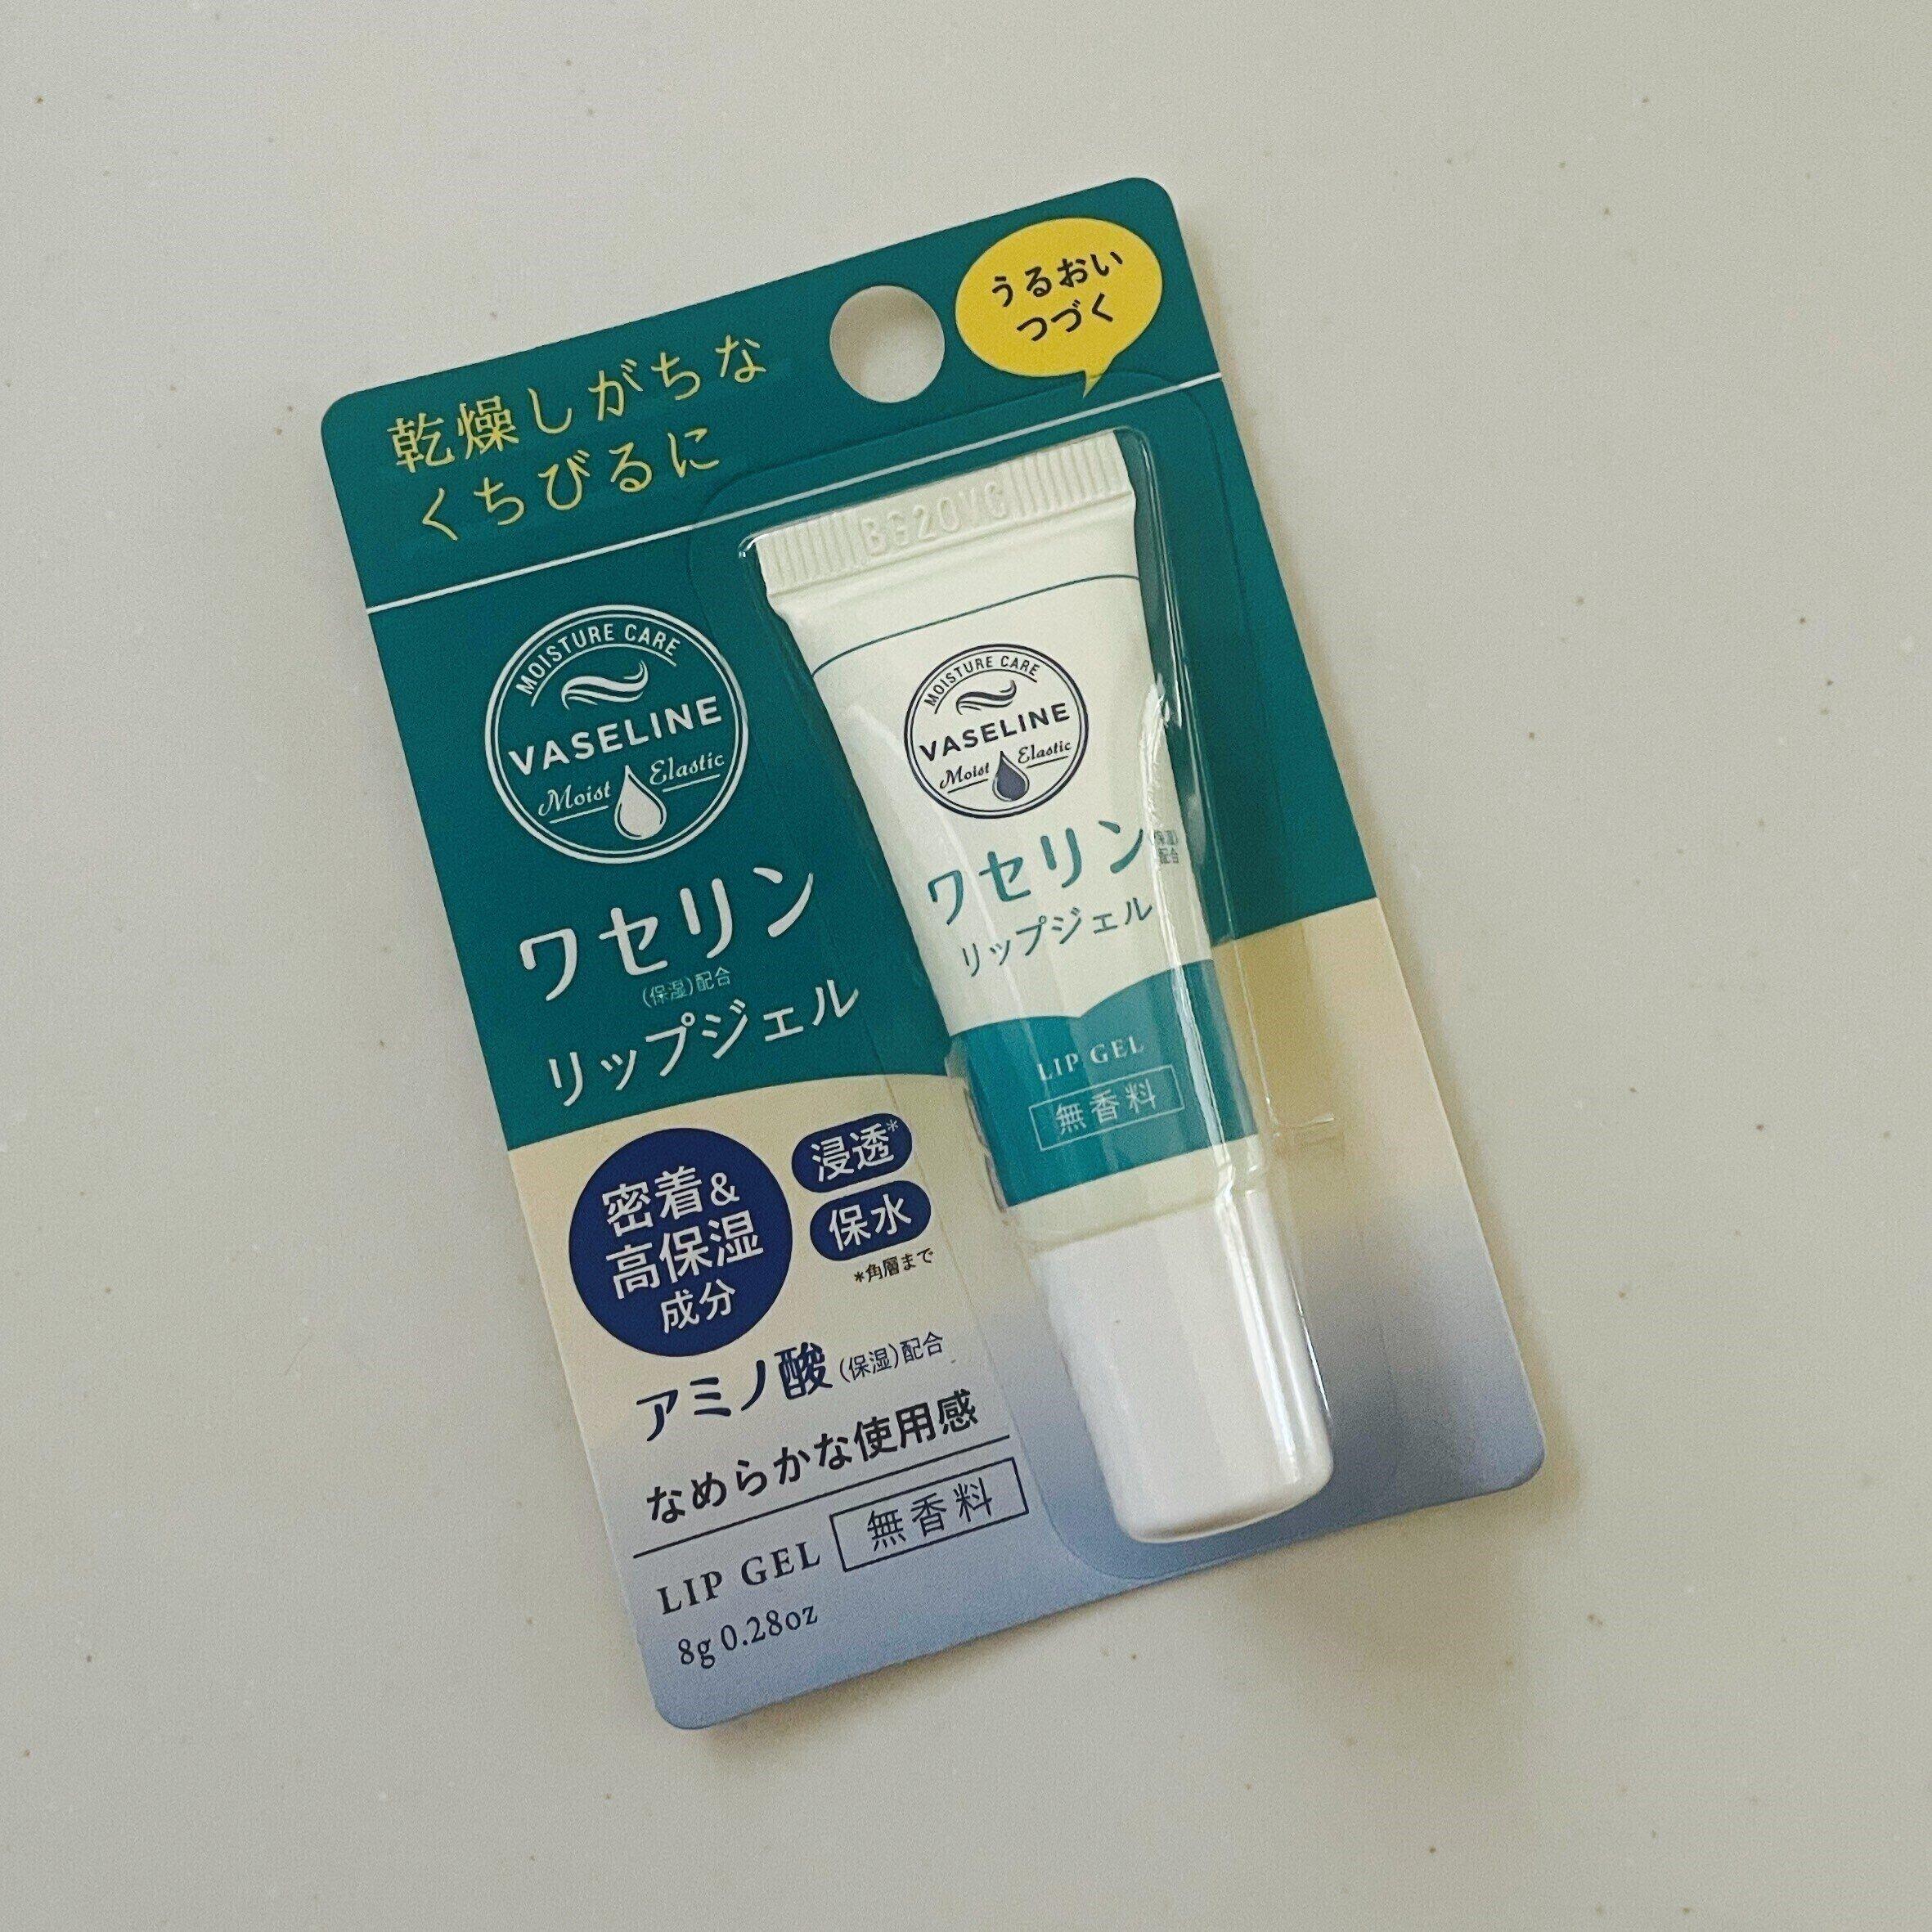 うるおい
つづく
乾燥しがちな
くちびるに
MOISTURE CARE
VASELINE
Moist Elastic
ワセリン
(保湿)配合
リップジェル
密着&
高保湿
成分
浸透*
保水
*角層まで
アミノ酸(保湿)配合
なめらかな使用感
LIP GEL 無香料
8g 0.28oz
MOISTURE CARE
VASELINE
Moist Elastic
ワセリン
配合
リップジェル
LIP GEL
無香料